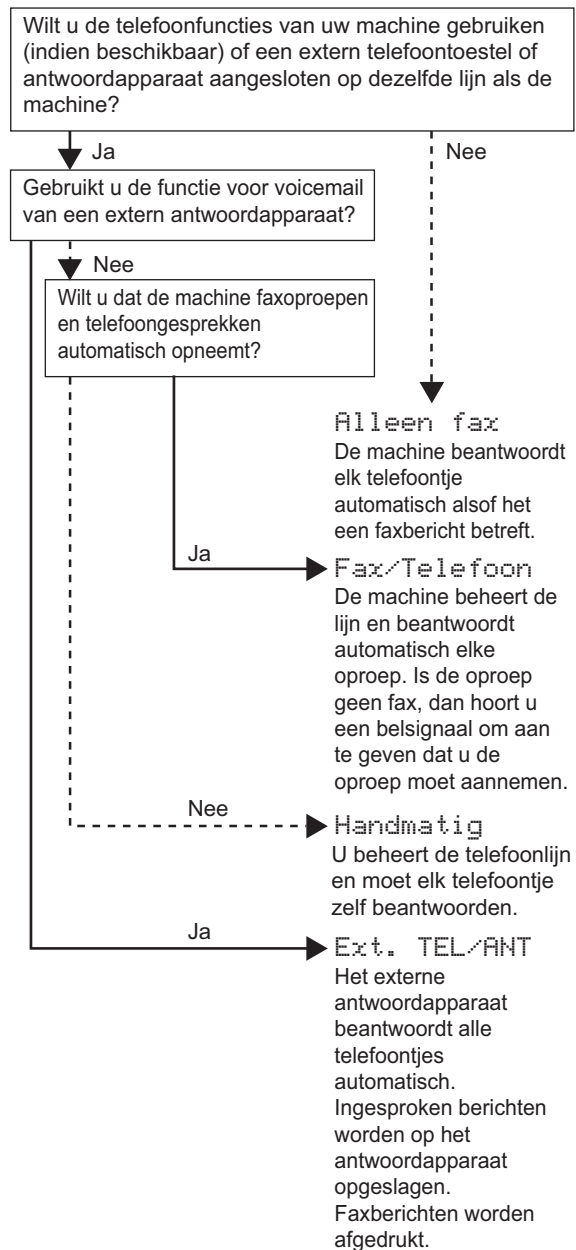 Wilt u de telefoonfuncties van uw machine gebruiken
(indien beschikbaar) of een extern telefoontoestel of
antwoordapparaat aangesloten op dezelfde lijn als de
machine?
Ja
Nee
Gebruikt u de functie voor voicemail
van een extern antwoordapparaat?
Nee
Wilt u dat de machine faxoproepen
en telefoongesprekken
automatisch opneemt?
Alleen fax
De machine beantwoordt
elk telefoontje
automatisch alsof het
een faxbericht betreft.
Ja
Fax/Telefoon
De machine beheert de
lijn en beantwoordt
automatisch elke
oproep. Is de oproep
geen fax, dan hoort u
een belsignaal om aan
te geven dat u de
oproep moet aannemen.
Nee
Handmatig
U beheert de telefoonlijn
en moet elk telefoontje
zelf beantwoorden.
Ja
Ext. TEL/ANT
Het externe
antwoordapparaat
beantwoordt alle
telefoontjes
automatisch.
Ingesproken berichten
worden op het
antwoordapparaat
opgeslagen.
Faxberichten worden
afgedrukt.